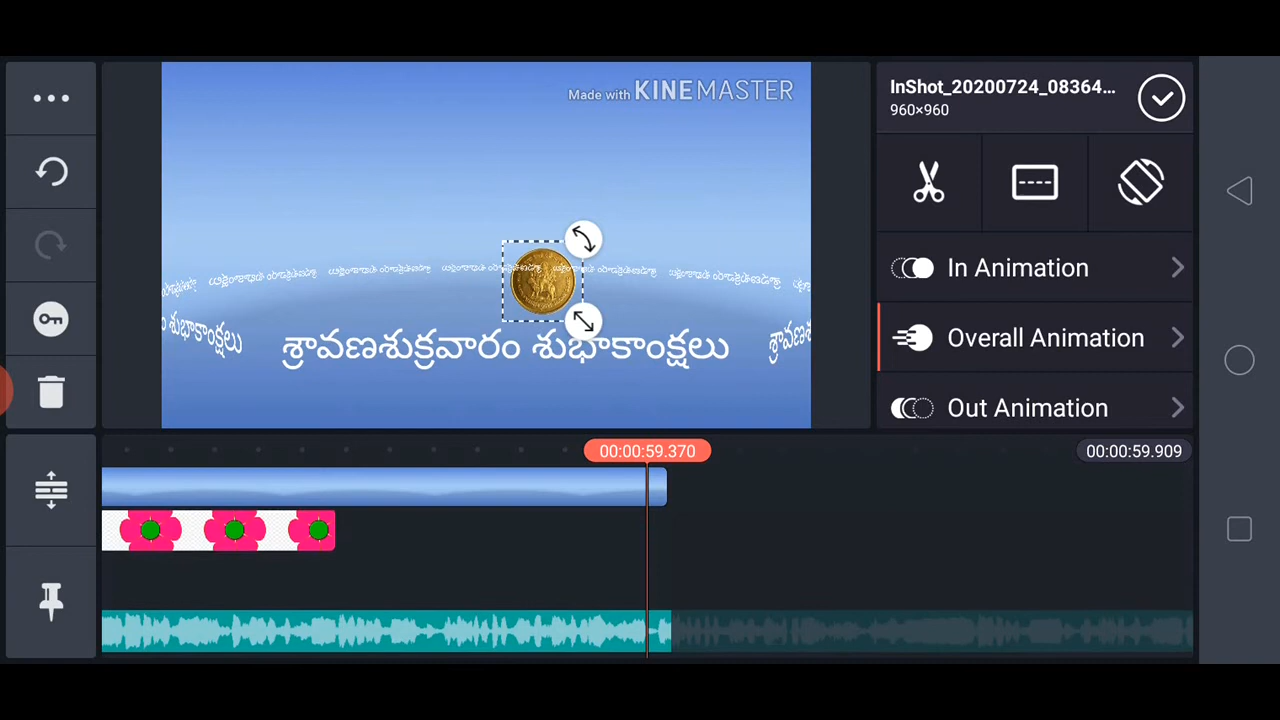 Made with KINEMASTER
InShot_20200724_08364...
960×960
In Animation
Overall Animation
Out Animation
శుభాకాంక్షలు
శ్రావణశుక్రవారం శుభాకాంక్షలు
00:00:59.370
00:00:59.909